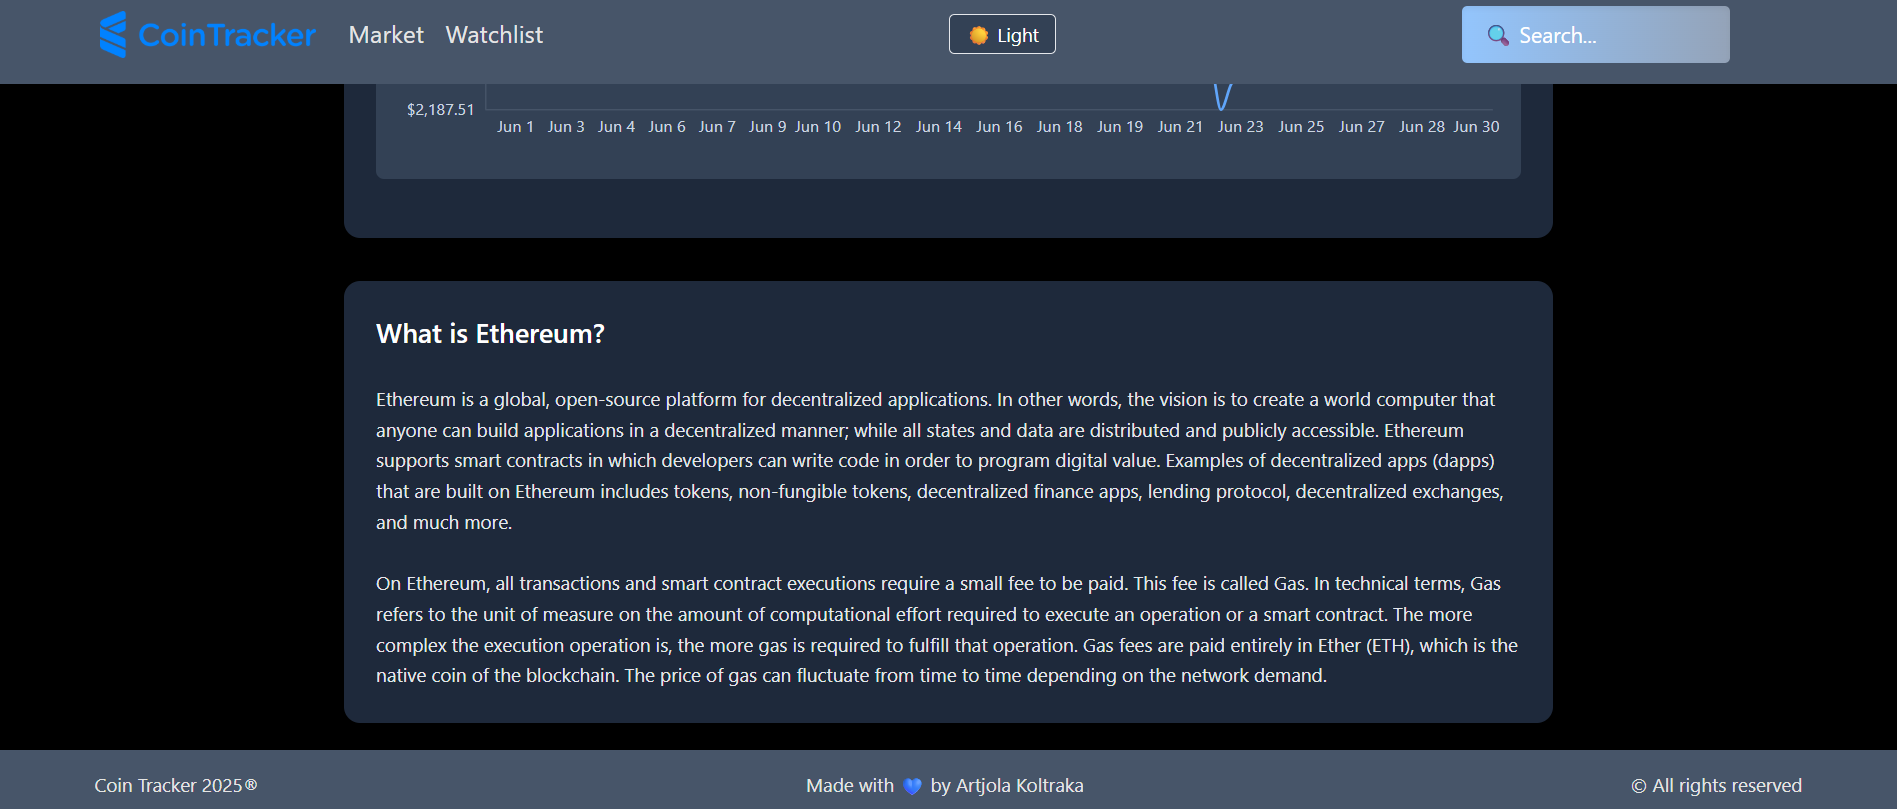 CoinTracker Market Watchlist Light Search...
$2,187.51
Jun 1 Jun 3 Jun 4 Jun 6 Jun 7 Jun 9 Jun 10 Jun 12 Jun 14 Jun 16 Jun 18 Jun 19 Jun 21 Jun 23 Jun 25 Jun 27 Jun 28 Jun 30
What is Ethereum?
Ethereum is a global, open-source platform for decentralized applications. In other words, the vision is to create a world computer that
anyone can build applications in a decentralized manner; while all states and data are distributed and publicly accessible. Ethereum
supports smart contracts in which developers can write code in order to program digital value. Examples of decentralized apps (dapps)
that are built on Ethereum includes tokens, non-fungible tokens, decentralized finance apps, lending protocol, decentralized exchanges,
and much more.
On Ethereum, all transactions and smart contract executions require a small fee to be paid. This fee is called Gas. In technical terms, Gas
refers to the unit of measure on the amount of computational effort required to execute an operation or a smart contract. The more
complex the execution operation is, the more gas is required to fulfill that operation. Gas fees are paid entirely in Ether (ETH), which is the
native coin of the blockchain. The price of gas can fluctuate from time to time depending on the network demand.
Coin Tracker 2025® Made with 💙 by Artjola Koltraka © All rights reserved